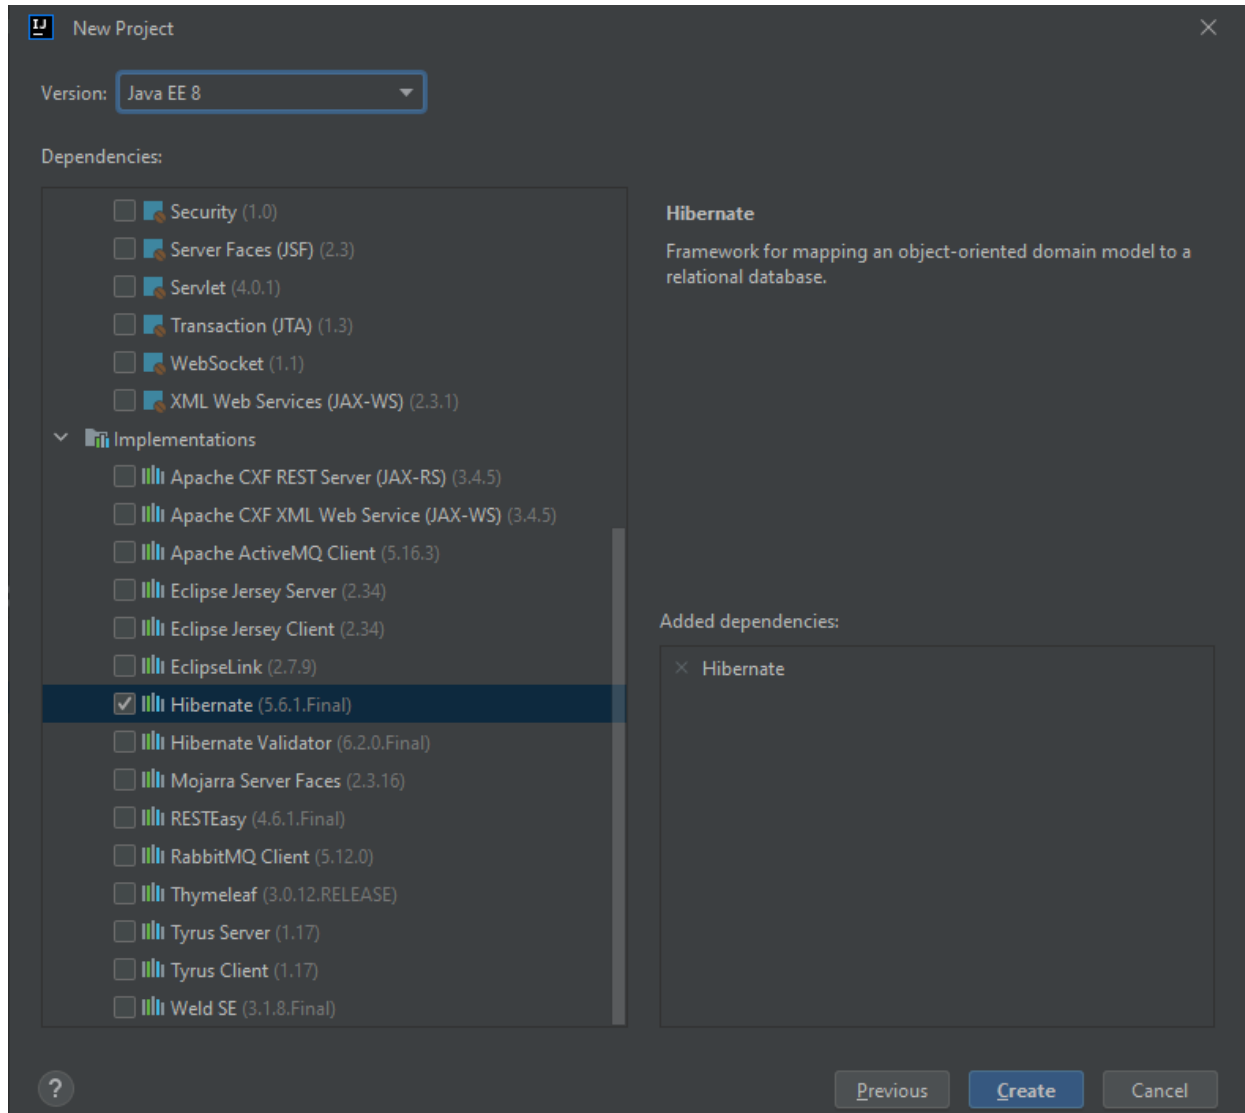 IJ
New Project
Version: Java EE 8
Dependencies:
Security (1.0)
Server Faces (JSF) (2.3)
Servlet (4.0.1)
Transaction (JTA) (1.3)
WebSocket (1.1)
XML Web Services (JAX-WS) (2.3.1)
Implementations
Apache CXF REST Server (JAX-RS) (3.4.5)
Apache CXF XML Web Service (JAX-WS) (3.4.5)
Apache ActiveMQ Client (5.16.3)
Eclipse Jersey Server (2.34)
Eclipse Jersey Client (2.34)
EclipseLink (2.7.9)
Hibernate (5.6.1.Final)
Hibernate Validator (6.2.0.Final)
Mojarra Server Faces (2.3.16)
RESTEasy (4.6.1.Final)
RabbitMQ Client (5.12.0)
Thymeleaf (3.0.12.RELEASE)
Tyrus Server (1.17)
Tyrus Client (1.17)
Weld SE (3.1.8.Final)
Hibernate
Framework for mapping an object-oriented domain model to a
relational database.
Added dependencies:
Hibernate
?
Previous
Create
Cancel